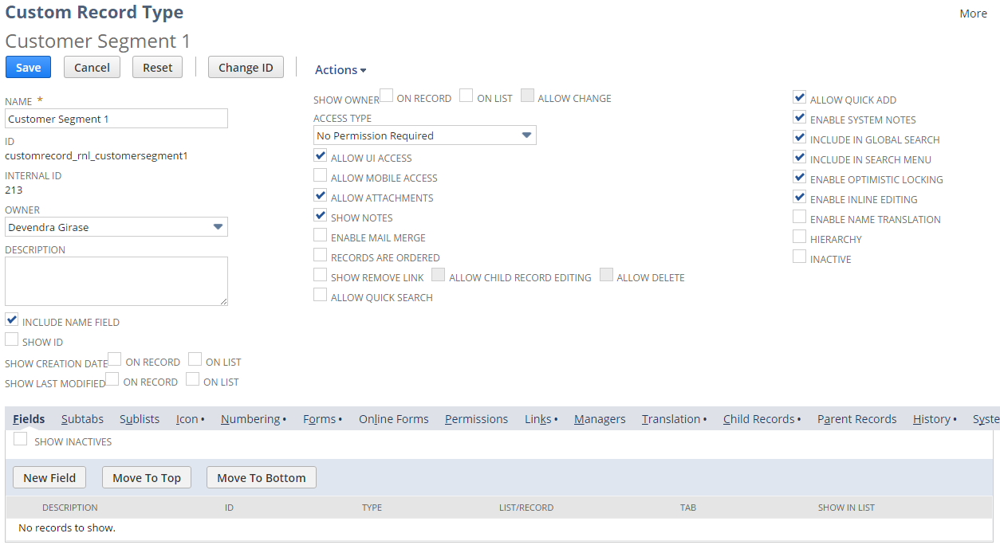 Custom Record Type
More
Customer Segment 1
Save Cancel Reset Change ID Actions
NAME *
Customer Segment 1
ID
customrecord_rnl_customersegment1
INTERNAL ID
213
OWNER
Devendra Girase
DESCRIPTION
INCLUDE NAME FIELD
SHOW ID
SHOW CREATION DATE ON RECORD ON LIST
SHOW LAST MODIFIED ON RECORD ON LIST
SHOW OWNER ON RECORD ON LIST ALLOW CHANGE
ACCESS TYPE
No Permission Required
ALLOW UI ACCESS
ALLOW MOBILE ACCESS
ALLOW ATTACHMENTS
SHOW NOTES
ENABLE MAIL MERGE
RECORDS ARE ORDERED
SHOW REMOVE LINK ALLOW CHILD RECORD EDITING ALLOW DELETE
ALLOW QUICK SEARCH
ALLOW QUICK ADD
ENABLE SYSTEM NOTES
INCLUDE IN GLOBAL SEARCH
INCLUDE IN SEARCH MENU
ENABLE OPTIMISTIC LOCKING
ENABLE INLINE EDITING
ENABLE NAME TRANSLATION
HIERARCHY
INACTIVE
Fields Subtabs Sublists Icon • Numbering • Forms • Online Forms Permissions Links • Managers Translation • Child Records • Parent Records History • Syste
SHOW INACTIVES
New Field Move To Top Move To Bottom
DESCRIPTION ID TYPE LIST/RECORD TAB SHOW IN LIST
No records to show.